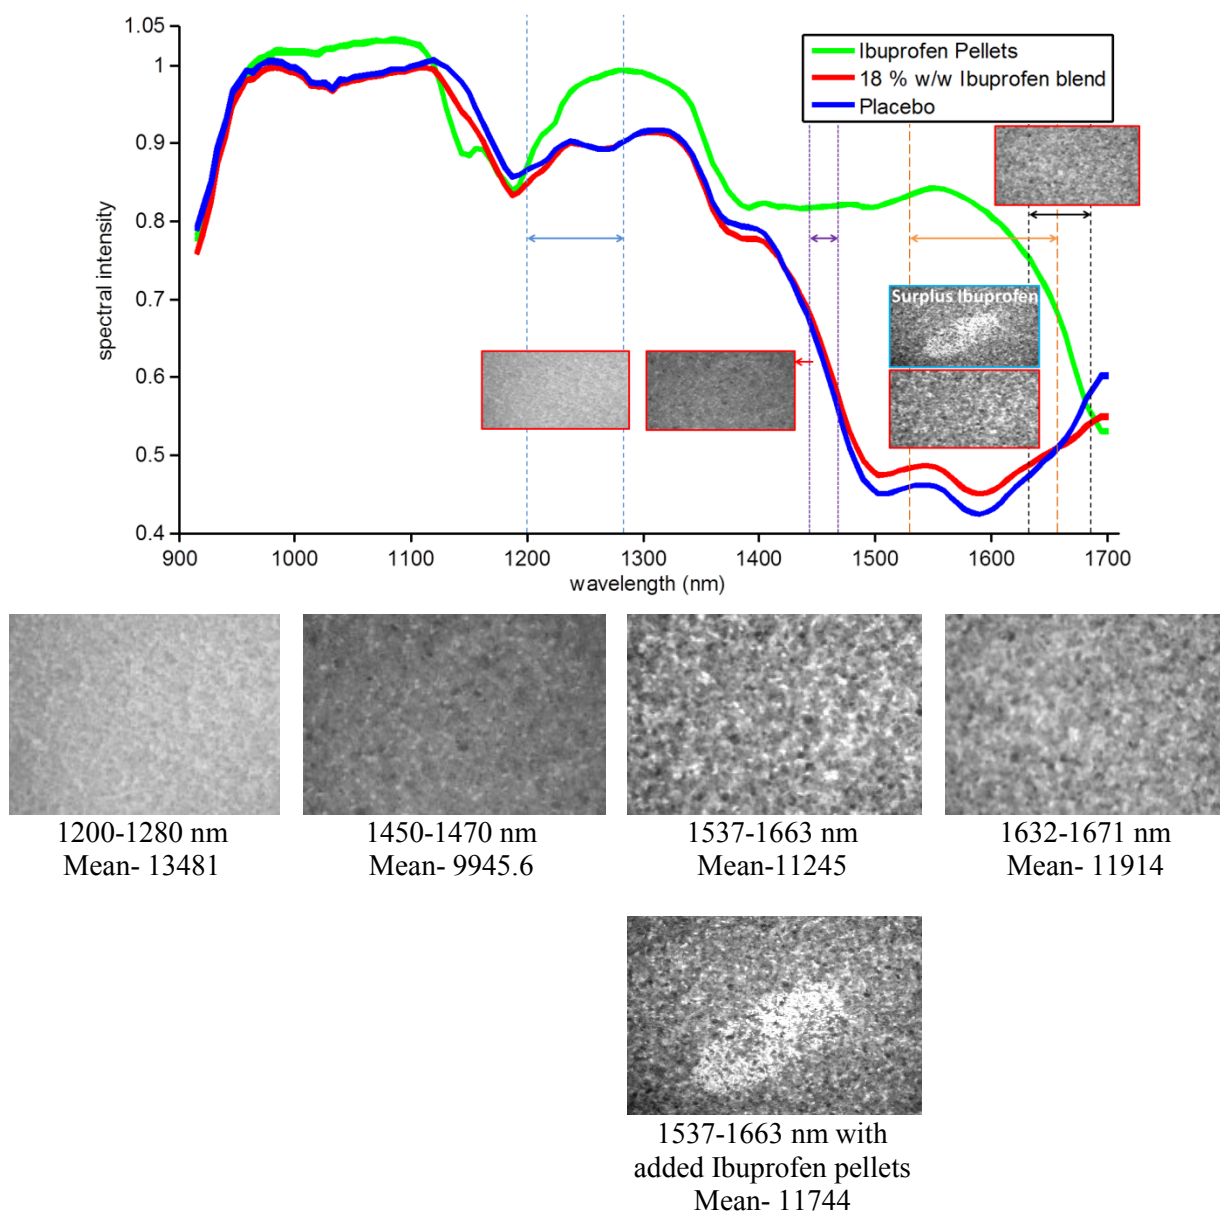 1.05
1
0.9
0.8
0.7
0.6
0.5
0.4
spectral intensity
900
1000
1100
1200
1300
1400
1500
1600
1700
wavelength (nm)
Ibuprofen Pellets
18 % w/w Ibuprofen blend
Placebo
Surplus Ibuprofen
1200-1280 nm
Mean- 13481
1450-1470 nm
Mean- 9945.6
1537-1663 nm
Mean-11245
1632-1671 nm
Mean- 11914
1537-1663 nm with
added Ibuprofen pellets
Mean- 11744